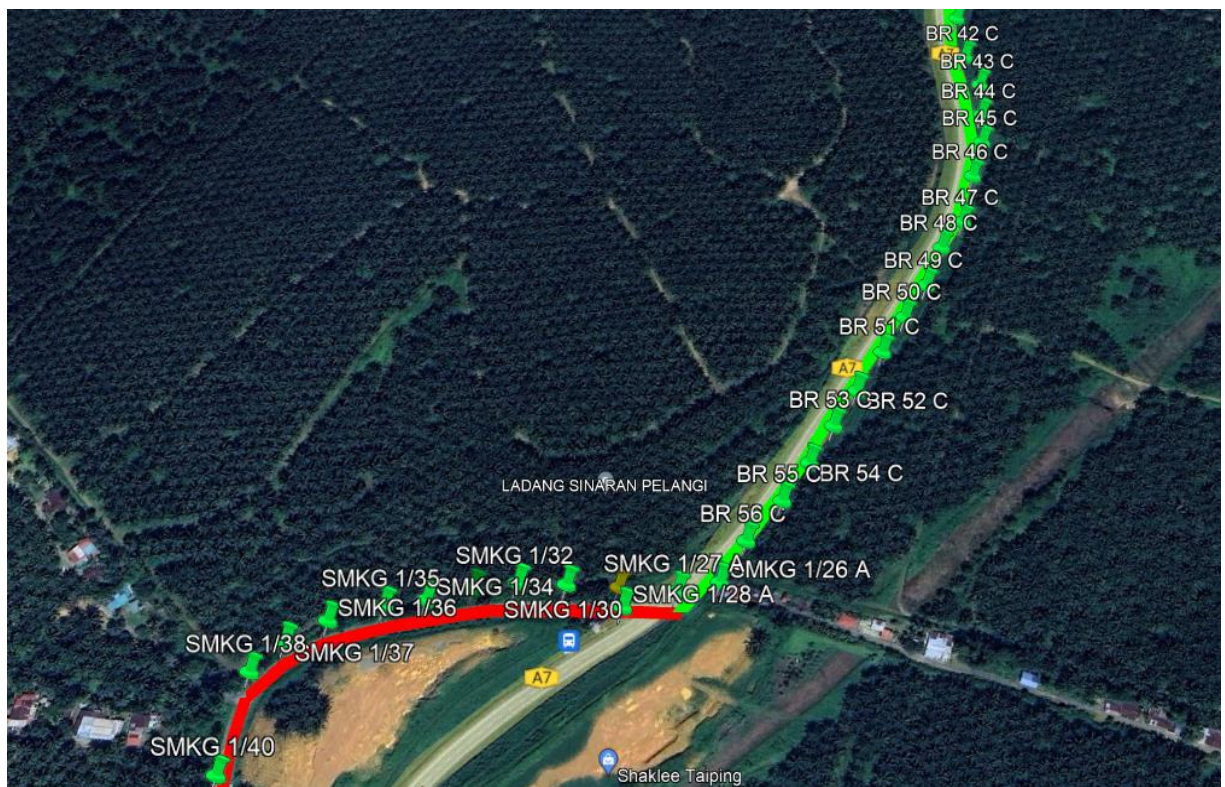 BR 42 C
A7
BR 43 C
BR 44 C
BR 45 C
BR 46 C
BR 47 C
BR 48 C
BR 49 C
BR 50 C
BR 51 C
A7
BR 53 C
BR 52 C
BR 55 C
BR 54 C
LADANG SINARAN PELANGI
BR 56 C
SMKG 1/32
SMKG 1/27 A
SMKG 1/26 A
SMKG 1/35
SMKG 1/34
SMKG 1/28 A
SMKG 1/36
SMKG 1/30
SMKG 1/38
SMKG 1/37
A7
SMKG 1/40
Shaklee Taiping